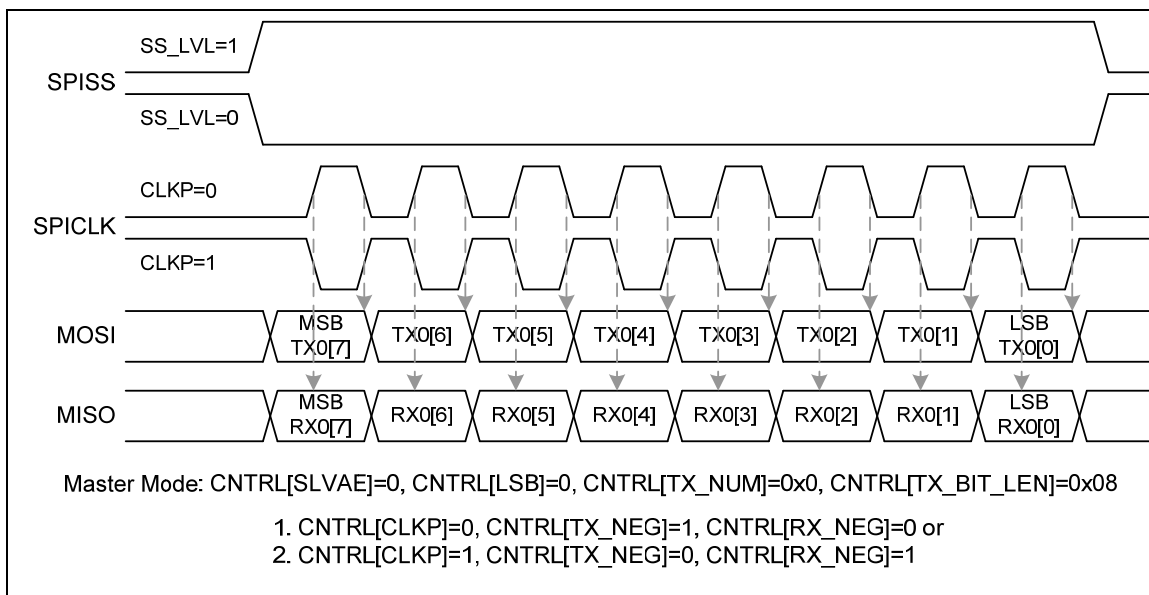 SS_LVL=1
SPISS
SS_LVL=0
CLKP=0
SPICLK
CLKP=1
MOSI
MSB
TX0[7]
TX0[6]
TX0[5]
TX0[4]
TX0[3]
TX0[2]
TX0[1]
LSB
TX0[0]
MISO
MSB
RX0[7]
RX0[6]
RX0[5]
RX0[4]
RX0[3]
RX0[2]
RX0[1]
LSB
RX0[0]
Master Mode: CNTRL[SLVAE]=0, CNTRL[LSB]=0, CNTRL[TX_NUM]=0x0, CNTRL[TX_BIT_LEN]=0x08
1. CNTRL[CLKP]=0, CNTRL[TX_NEG]=1, CNTRL[RX_NEG]=0 or
2. CNTRL[CLKP]=1, CNTRL[TX_NEG]=0, CNTRL[RX_NEG]=1